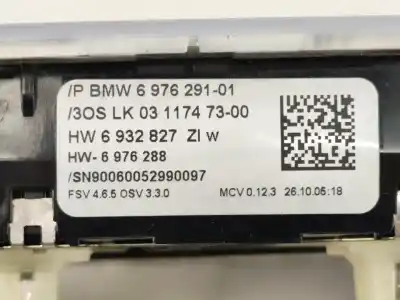 /P BMW 6 976 291-01
/3OS LK 03 1174 73-00
HW 6 932 827 ZI w
HW- 6 976 288
/SN90060052990097
FSV 4.6.5 OSV 3.3.0 MCV 0.12.3 26.10.05:18